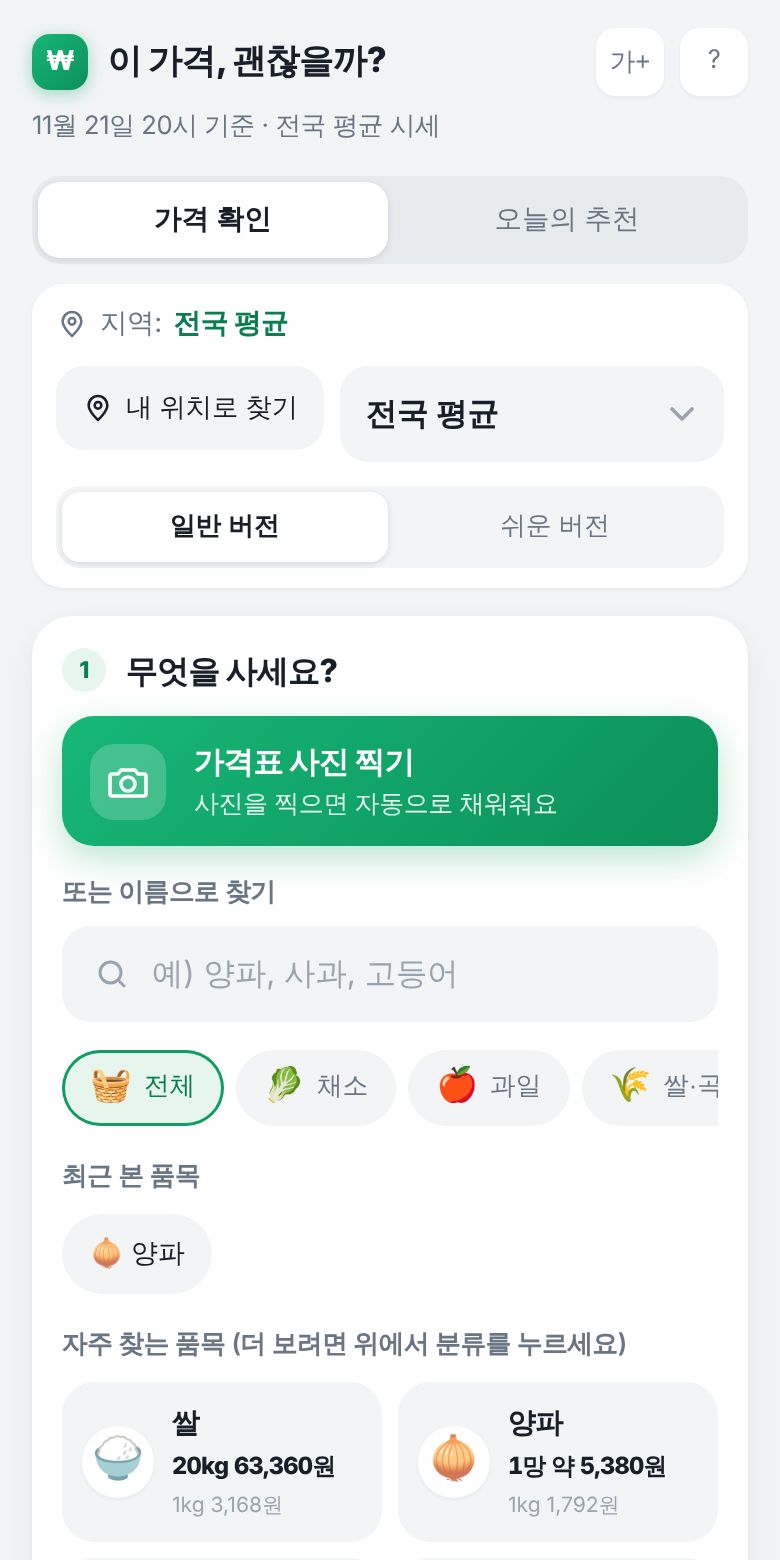 ₩ 이 가격, 괜찮을까? 가+ ?
11월 21일 20시 기준 · 전국 평균 시세
가격 확인 오늘의 추천
지역: 전국 평균
내 위치로 찾기 전국 평균
일반 버전 쉬운 버전
1 무엇을 사세요?
가격표 사진 찍기
사진을 찍으면 자동으로 채워줘요
또는 이름으로 찾기
예) 양파, 사과, 고등어
전체 채소 과일 쌀·곡
최근 본 품목
양파
자주 찾는 품목 (더 보려면 위에서 분류를 누르세요)
쌀 양파
20kg 63,360원 1망 약 5,380원
1kg 3,168원 1kg 1,792원